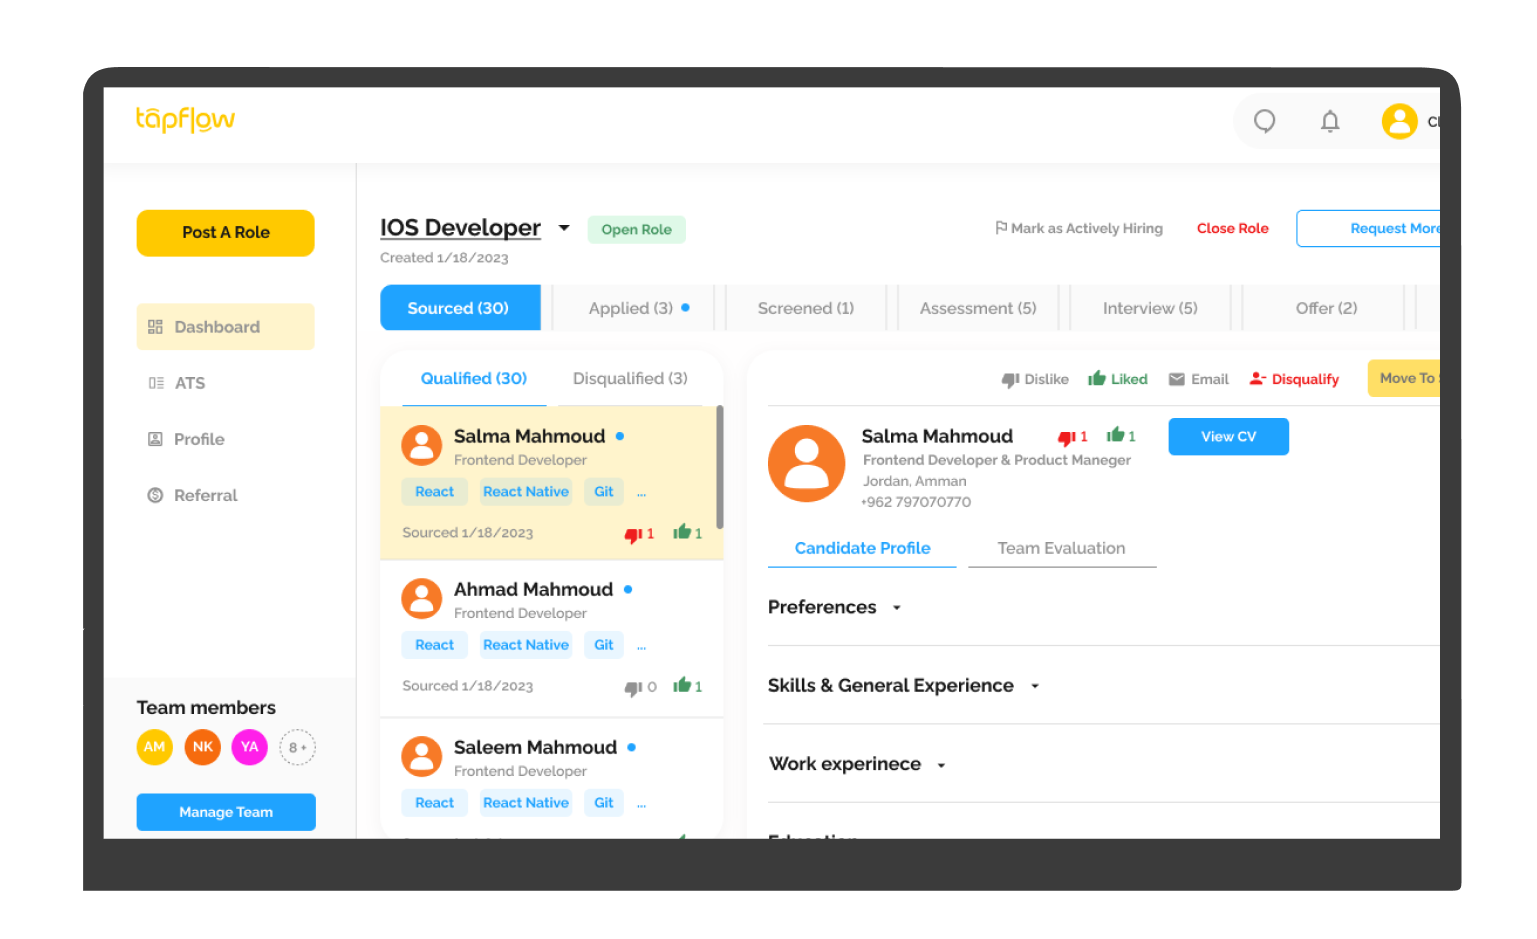 tapflow
Cl
Post A Role
Dashboard
ATS
Profile
Referral
Team members
AM NK YA 8 +
Manage Team
IOS Developer Open Role
Created 1/18/2023
Mark as Actively Hiring Close Role Request More
Sourced (30) Applied (3) Screened (1) Assessment (5) Interview (5) Offer (2)
Qualified (30) Disqualified (3)
Salma Mahmoud
Frontend Developer
React React Native Git ...
Sourced 1/18/2023 1 1
Ahmad Mahmoud
Frontend Developer
React React Native Git ...
Sourced 1/18/2023 0 1
Saleem Mahmoud
Frontend Developer
React React Native Git ...
Dislike Liked Email Disqualify Move To
Salma Mahmoud 1 1 View CV
Frontend Developer & Product Maneger
Jordan, Amman
+962 797070770
Candidate Profile Team Evaluation
Preferences
Skills & General Experience
Work experinece
Education